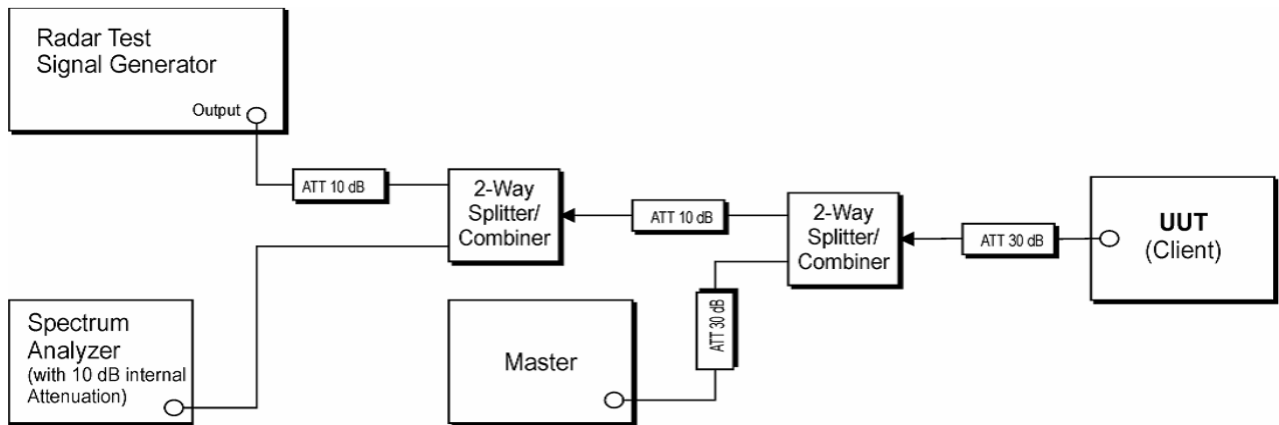 Radar Test
Signal Generator
Output
ATT 10 dB
2-Way
Splitter/
Combiner
ATT 10 dB
2-Way
Splitter/
Combiner
ATT 30 dB
UUT
(Client)
Spectrum
Analyzer
(with 10 dB internal
Attenuation)
Master
ATT 30 dB